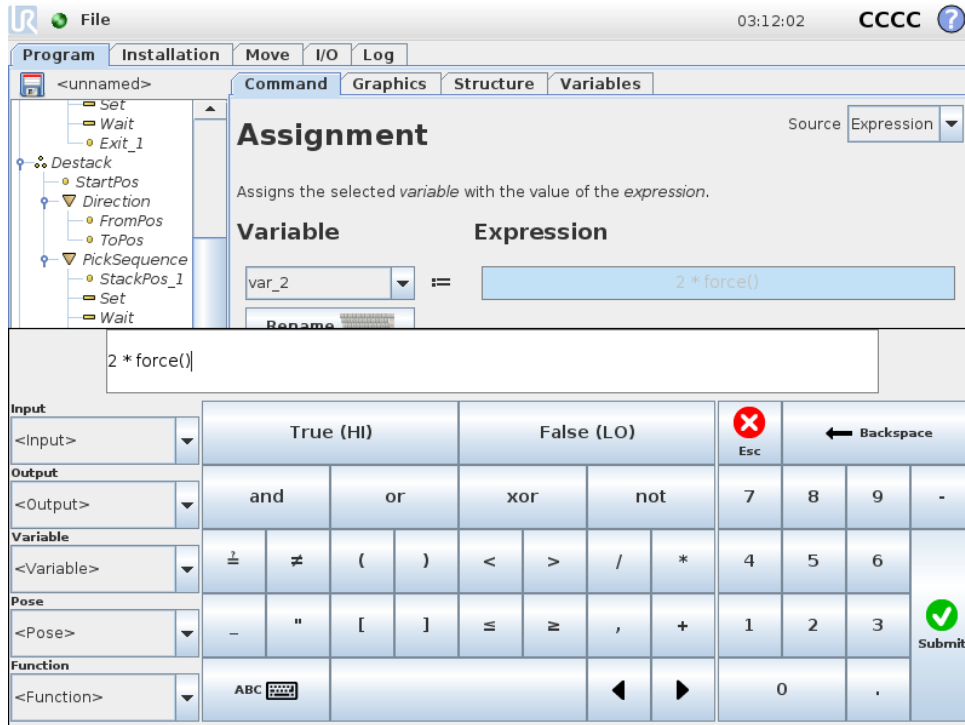 UR File 03:12:02 CCCC ?
Program Installation Move I/O Log
<unnamed> Command Graphics Structure Variables
Set
Wait
Exit_1
Destack
StartPos
Direction
FromPos
ToPos
PickSequence
StackPos_1
Set
Wait
Assignment Source Expression
Assigns the selected variable with the value of the expression.
Variable Expression
var_2 := 2 * force()
Rename
2 * force()
Input
<Input> True (HI) False (LO) Esc Backspace
Output
<Output> and or xor not 7 8 9 -
Variable
<Variable> ≟ ≠ ( ) < > / * 4 5 6
Pose
<Pose> _ " [ ] ≤ ≥ , + 1 2 3 Submit
Function
<Function> ABC 0 .